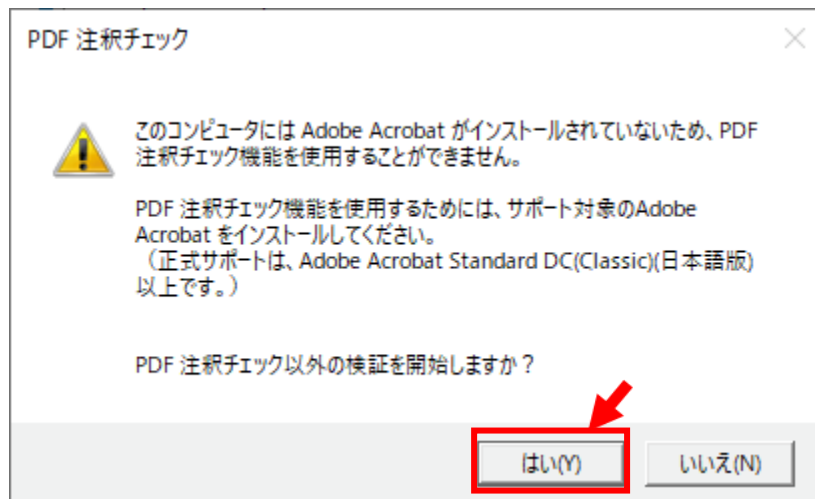 PDF 注釈チェック
このコンピュータには Adobe Acrobat がインストールされていないため、PDF
注釈チェック機能を使用することができません。
PDF 注釈チェック機能を使用するためには、サポート対象のAdobe
Acrobat をインストールしてください。
（正式サポートは、Adobe Acrobat Standard DC(Classic)(日本語版)
以上です。）
PDF 注釈チェック以外の検証を開始しますか？
はい(Y)
いいえ(N)